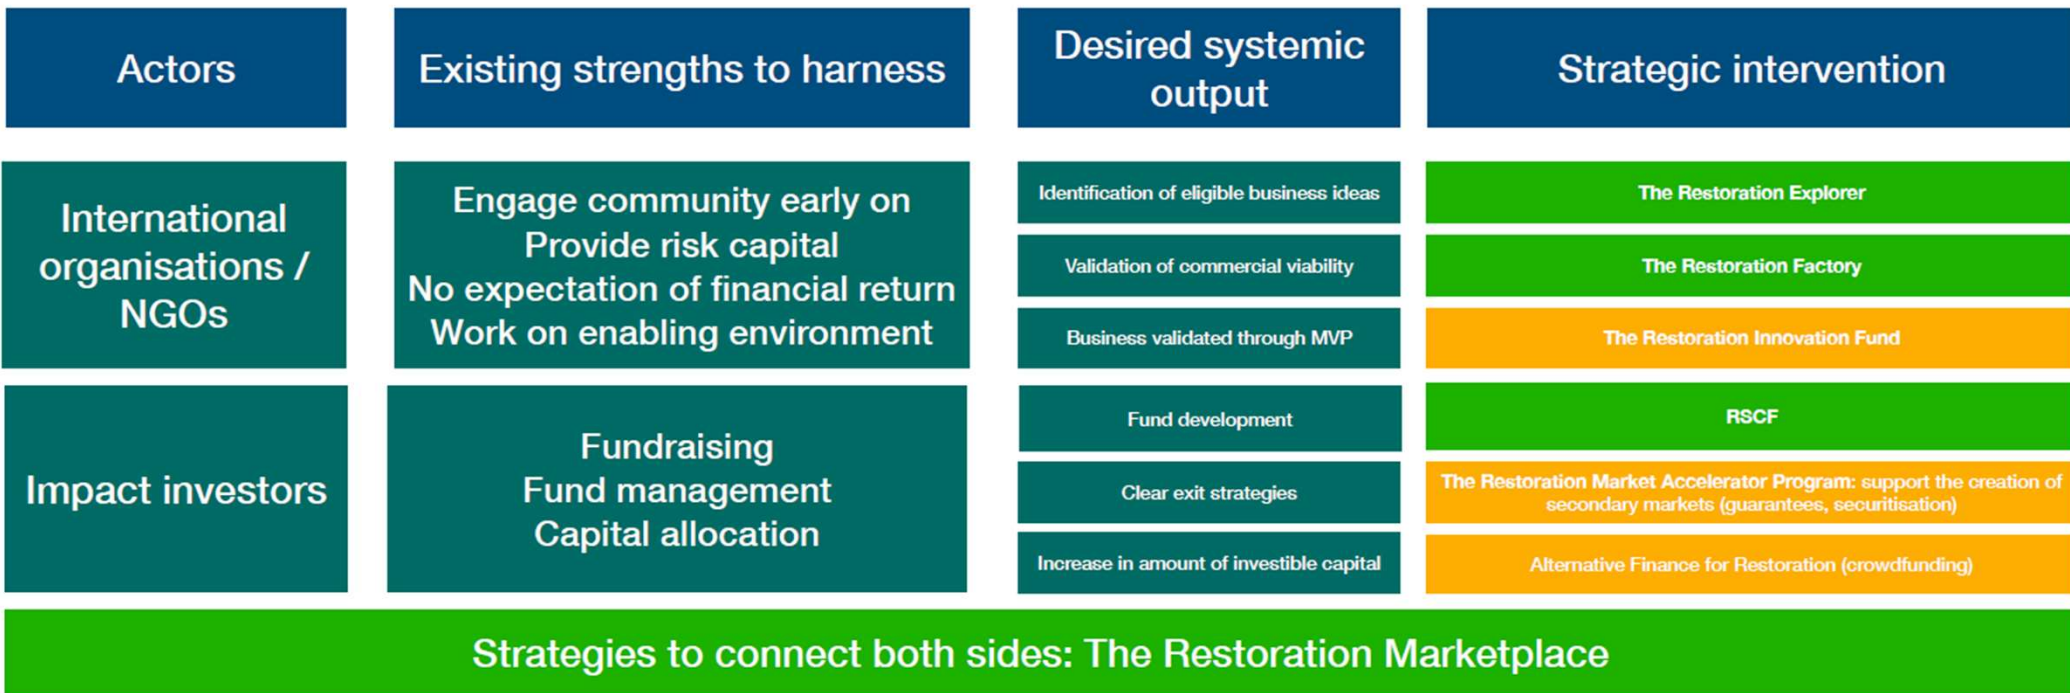 Actors
Existing strengths to harness
Desired systemic
output
Strategic intervention
International
organisations /
NGOs
Engage community early on
Provide risk capital
No expectation of financial return
Work on enabling environment
Identification of eligible business ideas
The Restoration Explorer
Validation of commercial viability
The Restoration Factory
Business validated through MVP
The Restoration Innovation Fund
Impact investors
Fundraising
Fund management
Capital allocation
Fund development
RSCF
Clear exit strategies
The Restoration Market Accelerator Program: support the creation of
secondary markets (guarantees, securitisation)
Increase in amount of investible capital
Alternative Finance for Restoration (crowdfunding)
Strategies to connect both sides: The Restoration Marketplace